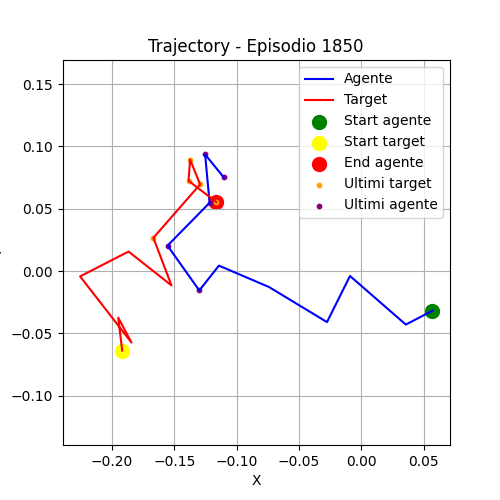 Trajectory - Episodio 1850
Agente
Target
Start agente
Start target
End agente
Ultimi target
Ultimi agente
0.15
0.10
0.05
0.00
−0.05
−0.10
−0.20
−0.15
−0.10
−0.05
0.00
0.05
X